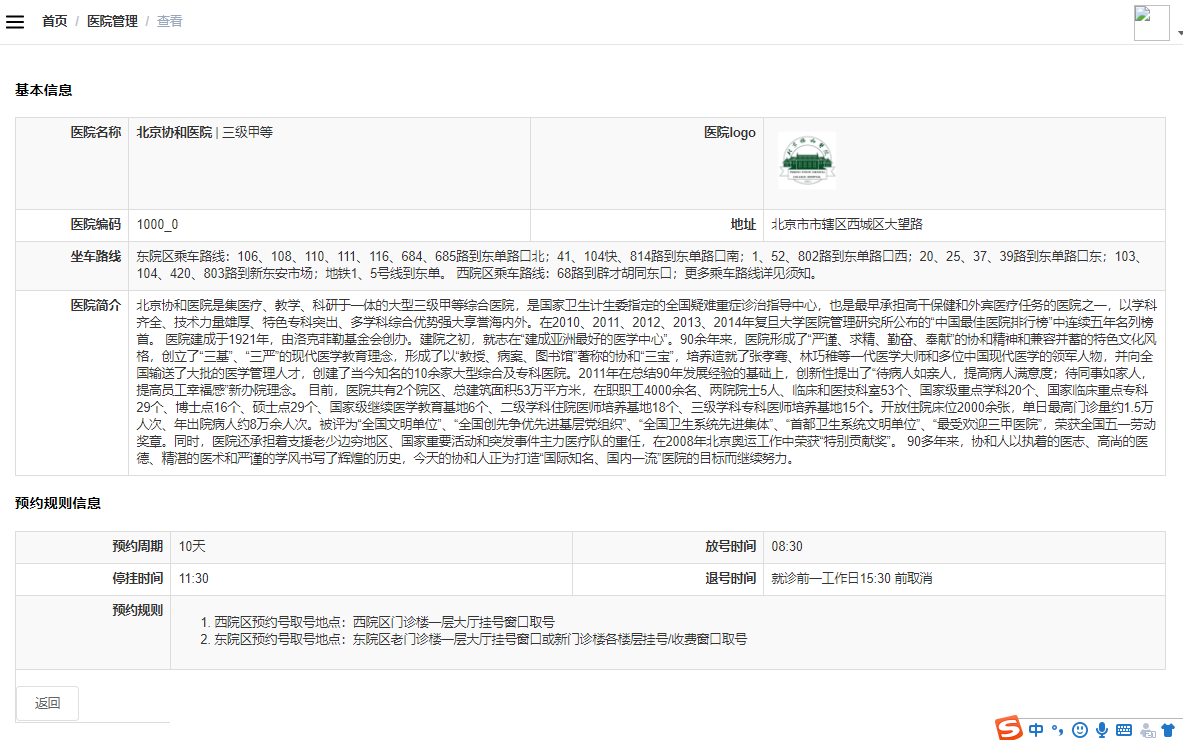 首页 / 医院管理 / 查看
基本信息
医院名称 北京协和医院 | 三级甲等 医院logo
医院编码 1000_0 地址 北京市市辖区西城区大望路
坐车路线 东院区乘车路线：106、108、110、111、116、684、685路到东单路口北；41、104快、814路到东单路口南；1、52、802路到东单路口西；20、25、37、39路到东单路口东；103、
104、420、803路到新东安市场；地铁1、5号线到东单。 西院区乘车路线：68路到辟才胡同东口；更多乘车路线详见须知。
医院简介 北京协和医院是集医疗、教学、科研于一体的大型三级甲等综合医院，是国家卫生计生委指定的全国疑难重症诊治指导中心，也是最早承担高干保健和外宾医疗任务的医院之一，以学科
齐全、技术力量雄厚、特色专科突出、多学科综合优势强大享誉海内外。在2010、2011、2012、2013、2014年复旦大学医院管理研究所公布的“中国最佳医院排行榜”中连续五年名列榜
首。 医院建成于1921年，由洛克菲勒基金会创办。建院之初，就志在“建成亚洲最好的医学中心”。90余年来，医院形成了“严谨、求精、勤奋、奉献”的协和精神和兼容并蓄的特色文化风
格，创立了“三基”、“三严”的现代医学教育理念，形成了以“教授、病案、图书馆”著称的协和“三宝”，培养造就了张孝骞、林巧稚等一代医学大师和多位中国现代医学的领军人物，并向全
国输送了大批的医学管理人才，创建了当今知名的10余家大型综合及专科医院。2011年在总结90年发展经验的基础上，创新性提出了“待病人如亲人，提高病人满意度；待同事如家人，
提高员工幸福感”新办院理念。 目前，医院共有2个院区、总建筑面积53万平方米，在职职工4000余名、两院院士5人、临床和医技科室53个、国家级重点学科20个、国家临床重点专科
29个、博士点16个、硕士点29个、国家级继续医学教育基地6个、二级学科住院医师培养基地18个、三级学科专科医师培养基地15个。开放住院床位2000余张，单日最高门诊量约1.5万
人次、年出院病人约8万余人次。被评为“全国文明单位”、“全国创先争优先进基层党组织”、“全国卫生系统先进集体”、“首都卫生系统文明单位”、“最受欢迎三甲医院”，荣获全国五一劳动
奖章。同时，医院还承担着支援老少边穷地区、国家重要活动和突发事件主力医疗队的重任，在2008年北京奥运工作中荣获“特别贡献奖”。 90多年来，协和人以执着的医志、高尚的医
德、精湛的医术和严谨的学风书写了辉煌的历史，今天的协和人正为打造“国际知名、国内一流”医院的目标而继续努力。
预约规则信息
预约周期 10天 放号时间 08:30
停挂时间 11:30 退号时间 就诊前一工作日15:30 前取消
预约规则
1. 西院区预约号取号地点：西院区门诊楼一层大厅挂号窗口取号
2. 东院区预约号取号地点：东院区老门诊楼一层大厅挂号窗口或新门诊楼各楼层挂号/收费窗口取号
返回
中